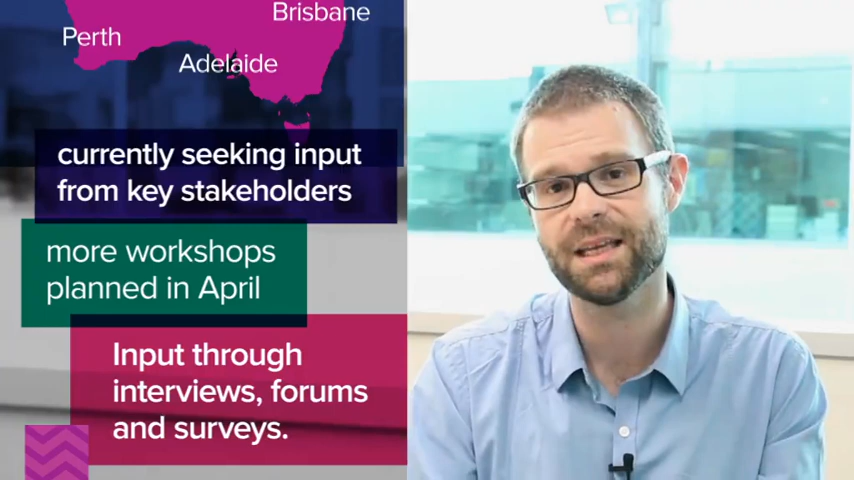 Brisbane
Perth
Adelaide
currently seeking input
from key stakeholders
more workshops
planned in April
Input through
interviews, forums
and surveys.